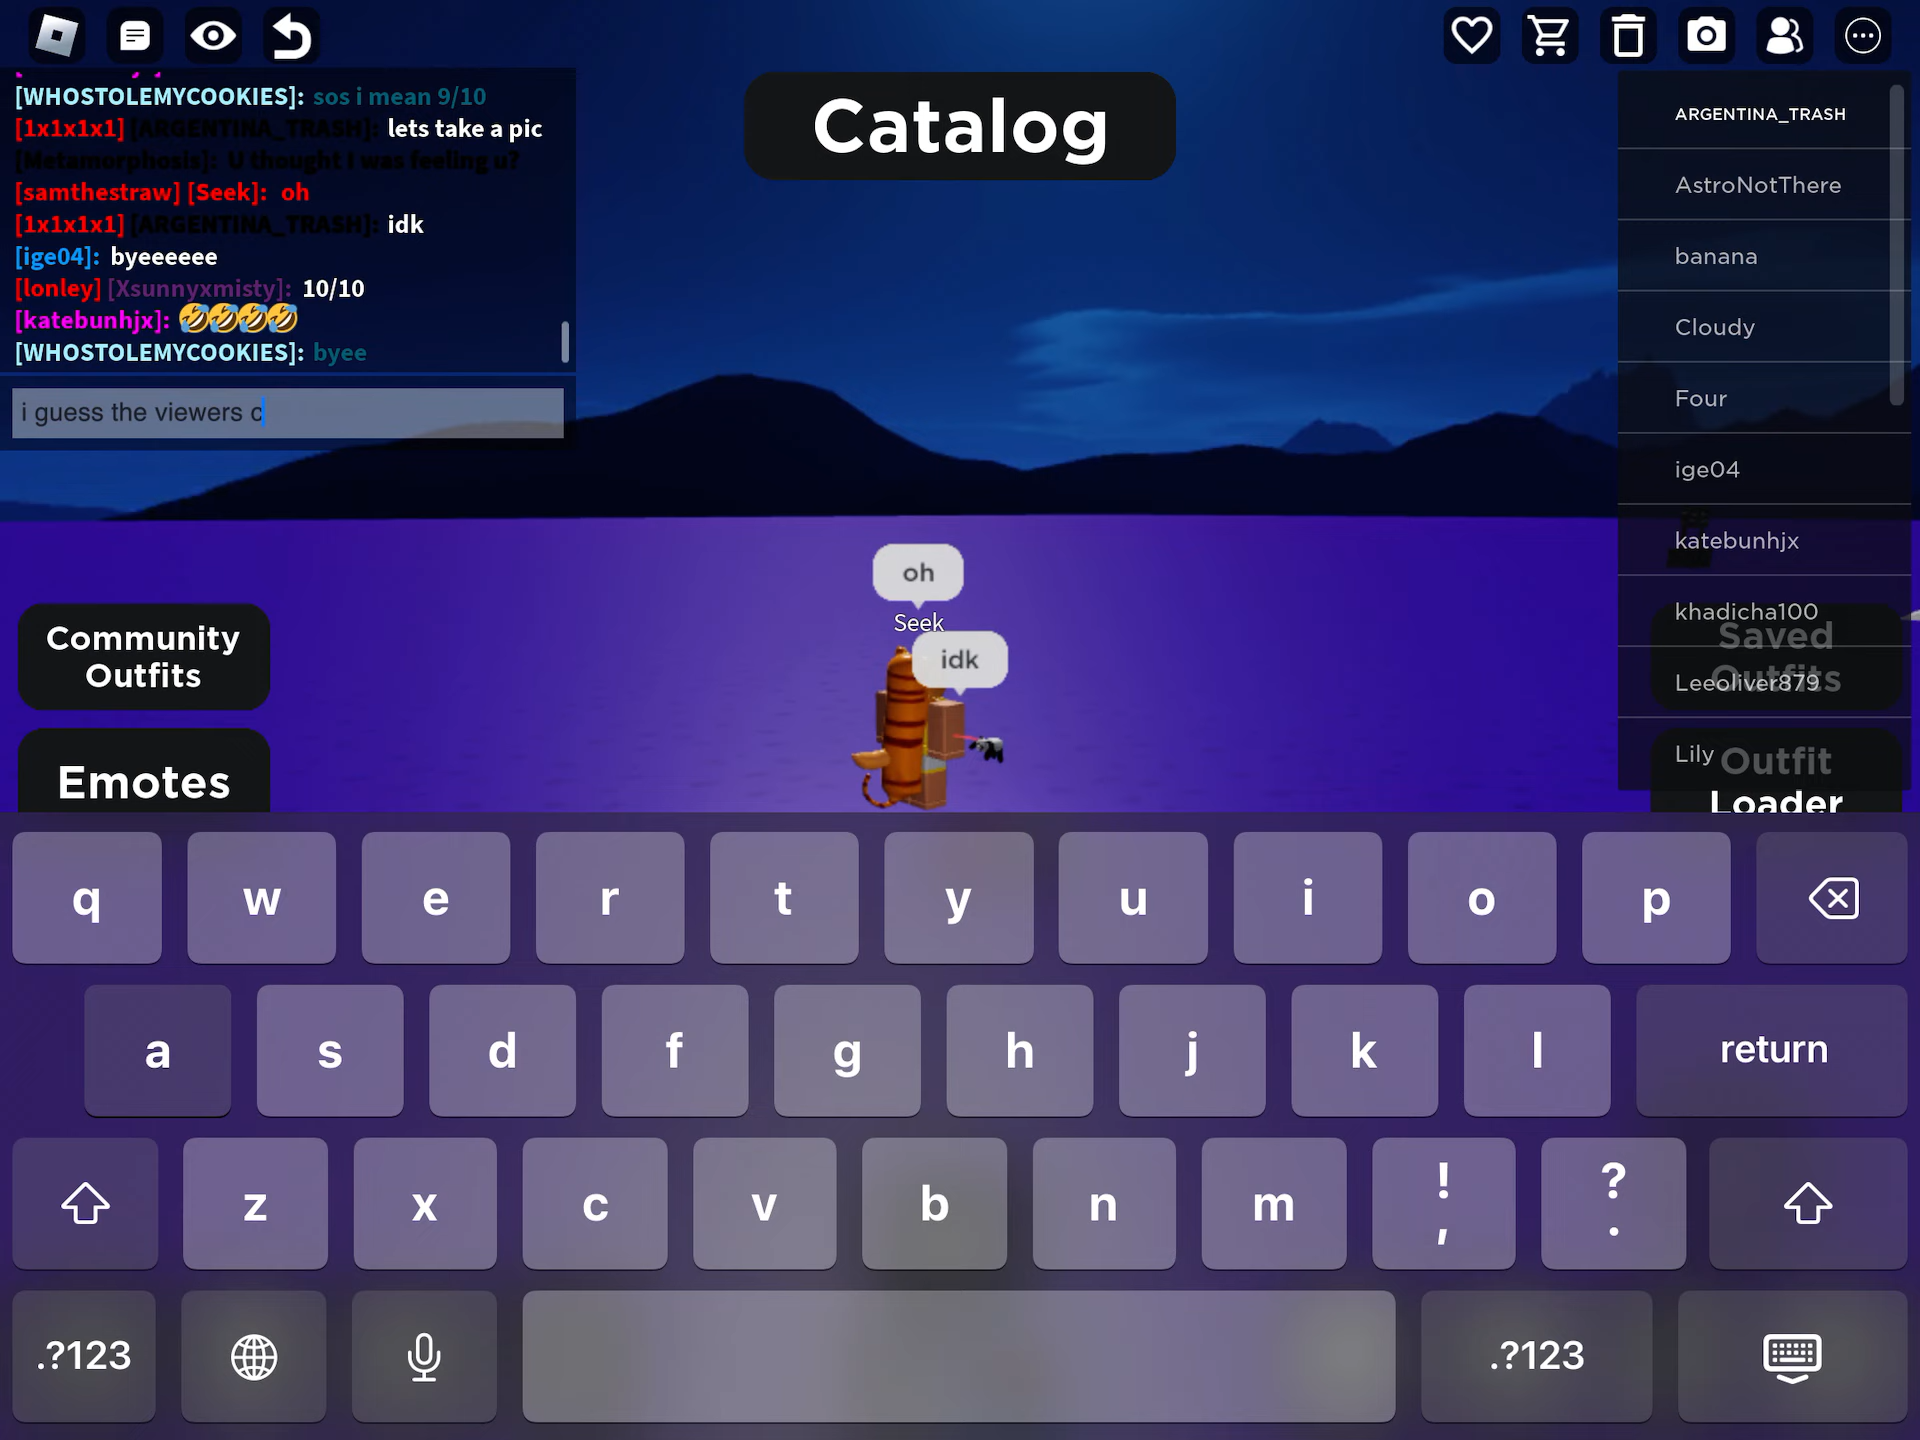 [WHOSTOLEMYCOOKIES]: sos i mean 9/10
[1x1x1x1] [ARGENTINA_TRASH]: lets take a pic
[Metamorphosis]: U thought I was feeling u?
[samthestraw] [Seek]: oh
[1x1x1x1] [ARGENTINA_TRASH]: idk
[ige04]: byeeeeee
[lonley] [Xsunnyxmisty]: 10/10
[katebunhjx]: 🤣🤣🤣🤣
[WHOSTOLEMYCOOKIES]: byee
i guess the viewers c
Catalog
ARGENTINA_TRASH
AstroNotThere
banana
Cloudy
Four
ige04
katebunhjx
khadicha100
Leeoliver879
Lily
oh
Seek
idk
Community
Outfits
Emotes
Saved
Outfits
Outfit
Loader
q w e r t y u i o p
a s d f g h j k l return
z x c v b n m ! , ? .
.?123 .?123